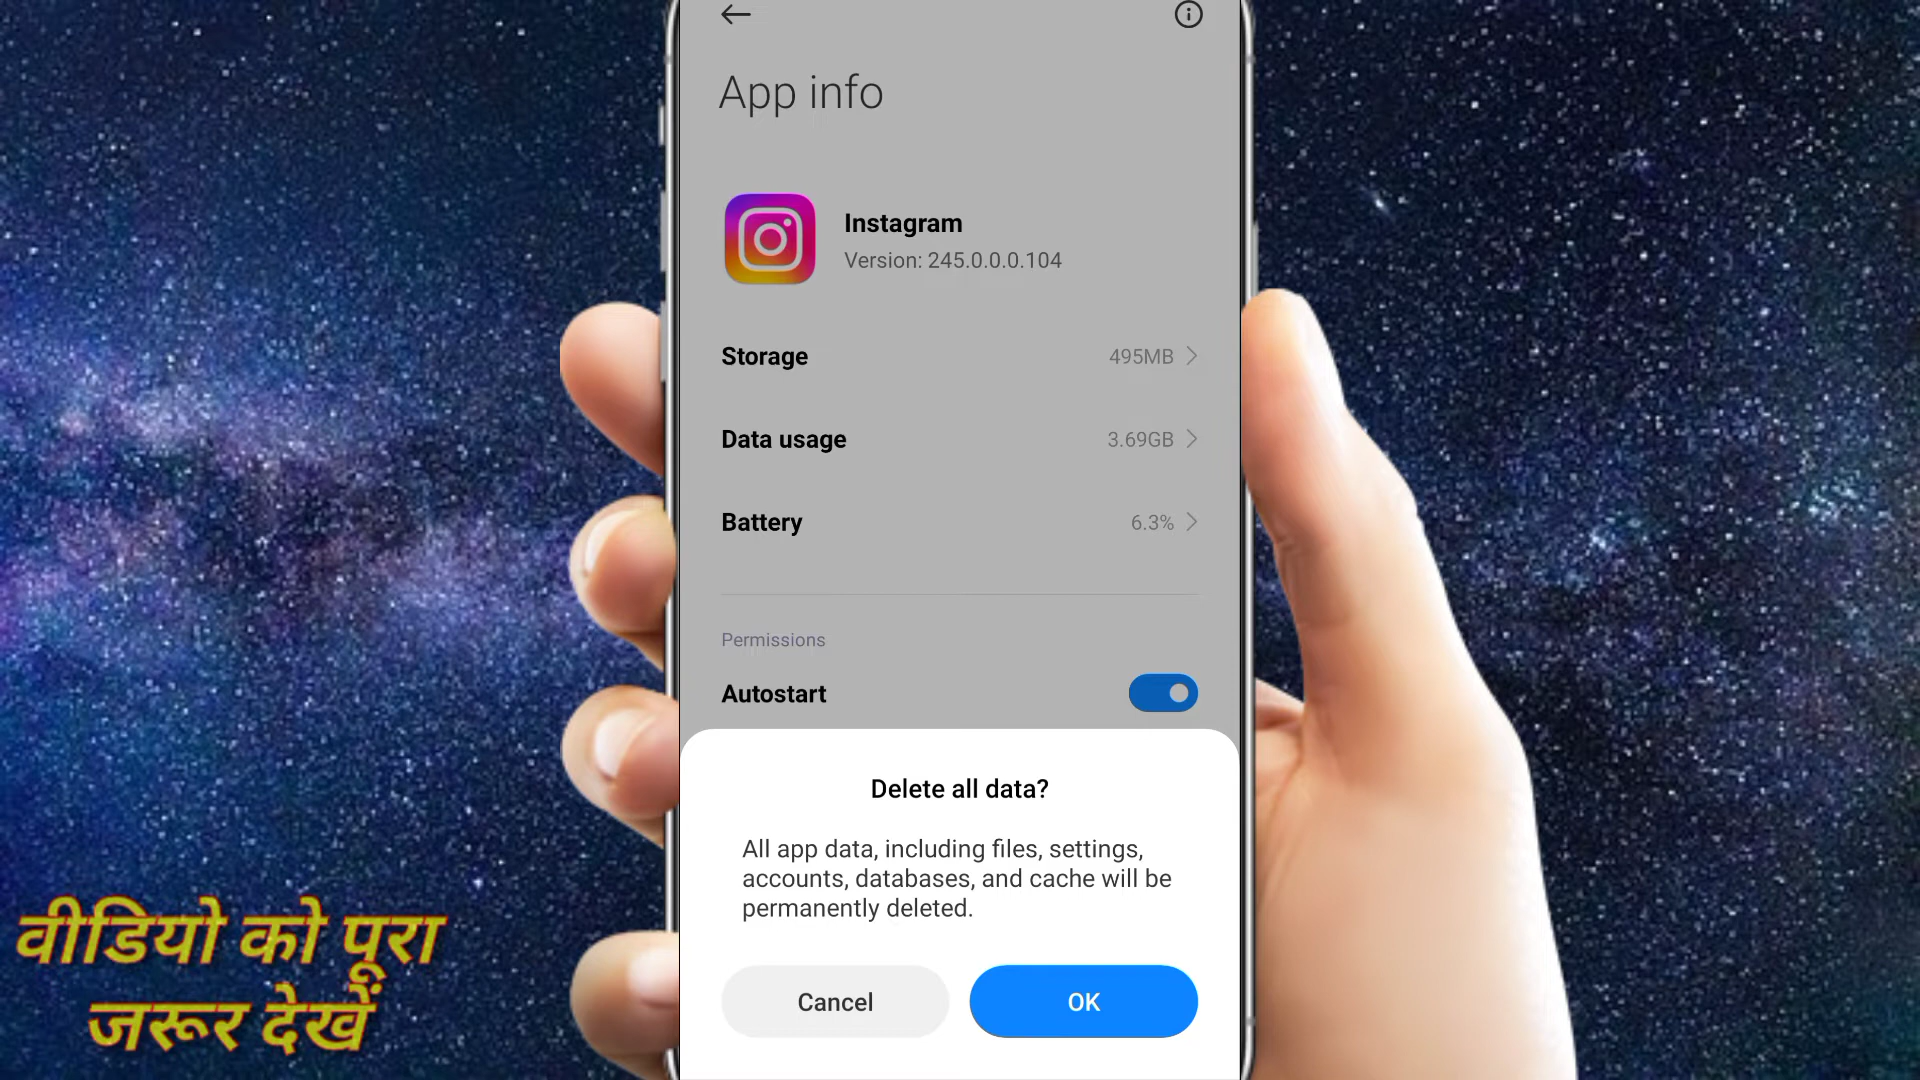 App info
Instagram
Version: 245.0.0.0.104
Storage 495MB
Data usage 3.69GB
Battery 6.3%
Permissions
Autostart
Delete all data?
All app data, including files, settings,
accounts, databases, and cache will be
permanently deleted.
Cancel OK
वीडियो को पूरा
जरूर देखें